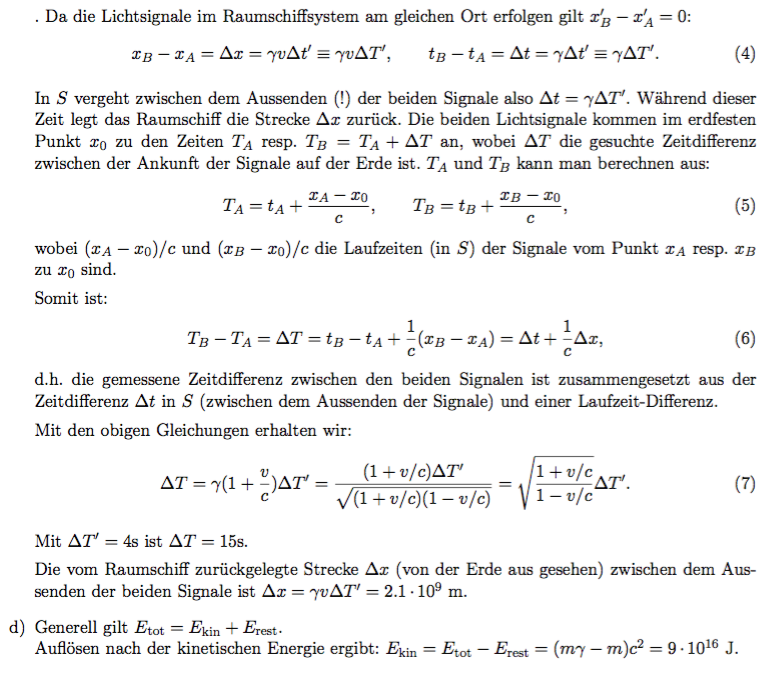 . Da die Lichtsignale im Raumschiffsystem am gleichen Ort erfolgen gilt x′_B − x′_A = 0:
x_B − x_A = Δx = γvΔt′ ≡ γvΔT′, t_B − t_A = Δt = γΔt′ ≡ γΔT′. (4)
In S vergeht zwischen dem Aussenden (!) der beiden Signale also Δt = γΔT′. Während dieser
Zeit legt das Raumschiff die Strecke Δx zurück. Die beiden Lichtsignale kommen im erdfesten
Punkt x_0 zu den Zeiten T_A resp. T_B = T_A + ΔT an, wobei ΔT die gesuchte Zeitdifferenz
zwischen der Ankunft der Signale auf der Erde ist. T_A und T_B kann man berechnen aus:
T_A = t_A + (x_A − x_0)/c, T_B = t_B + (x_B − x_0)/c, (5)
wobei (x_A − x_0)/c und (x_B − x_0)/c die Laufzeiten (in S) der Signale vom Punkt x_A resp. x_B
zu x_0 sind.
Somit ist:
T_B − T_A = ΔT = t_B − t_A + 1/c (x_B − x_A) = Δt + 1/c Δx, (6)
d.h. die gemessene Zeitdifferenz zwischen den beiden Signalen ist zusammengesetzt aus der
Zeitdifferenz Δt in S (zwischen dem Aussenden der Signale) und einer Laufzeit-Differenz.
Mit den obigen Gleichungen erhalten wir:
ΔT = γ(1 + v/c)ΔT′ = (1 + v/c)ΔT′ / √((1 + v/c)(1 − v/c)) = √((1 + v/c)/(1 − v/c)) ΔT′. (7)
Mit ΔT′ = 4s ist ΔT = 15s.
Die vom Raumschiff zurückgelegte Strecke Δx (von der Erde aus gesehen) zwischen dem Aus-
senden der beiden Signale ist Δx = γvΔT′ = 2.1 · 10⁹ m.
d) Generell gilt E_tot = E_kin + E_rest.
Auflösen nach der kinetischen Energie ergibt: E_kin = E_tot − E_rest = (mγ − m)c² = 9 · 10¹⁶ J.